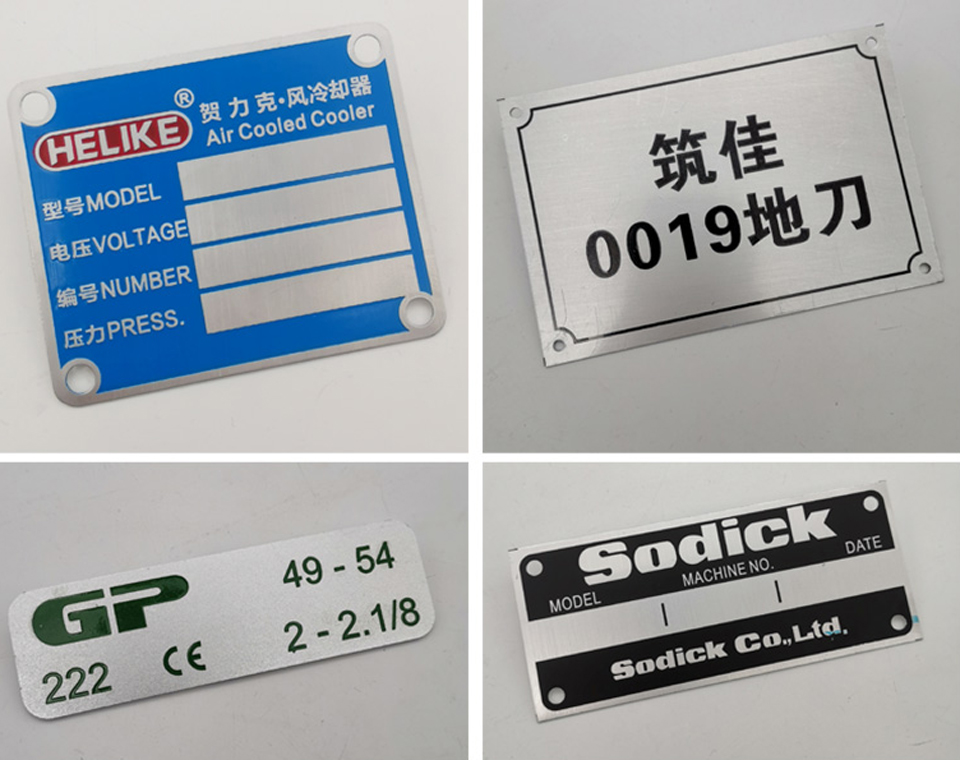 HELIKE ® 贺力克·风冷却器
Air Cooled Cooler
型号MODEL
电压VOLTAGE
编号NUMBER
压力PRESS.
筑佳
0019地刀
GP 49 - 54
222 CE 2 - 2.1/8
Sodick
MODEL MACHINE NO. DATE
Sodick Co.,Ltd.